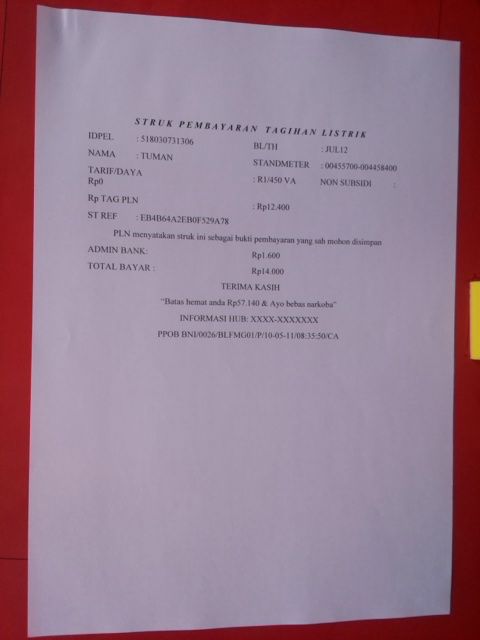 STRUK PEMBAYARAN TAGIHAN LISTRIK
IDPEL : 518030731306 BL/TH : JUL12
NAMA : TUMAN STANDMETER : 00455700-004458400
TARIF/DAYA : R1/450 VA NON SUBSIDI :
Rp0
Rp TAG PLN : Rp12.400
ST REF : EB4B64A2EB0F529A78
PLN menyatakan struk ini sebagai bukti pembayaran yang sah mohon disimpan
ADMIN BANK: Rp1.600
TOTAL BAYAR : Rp14.000
TERIMA KASIH
“Batas hemat anda Rp57.140 & Ayo bebas narkoba”
INFORMASI HUB: XXXX-XXXXXXX
PPOB BNI/0026/BLFMG01/P/10-05-11/08:35:50/CA